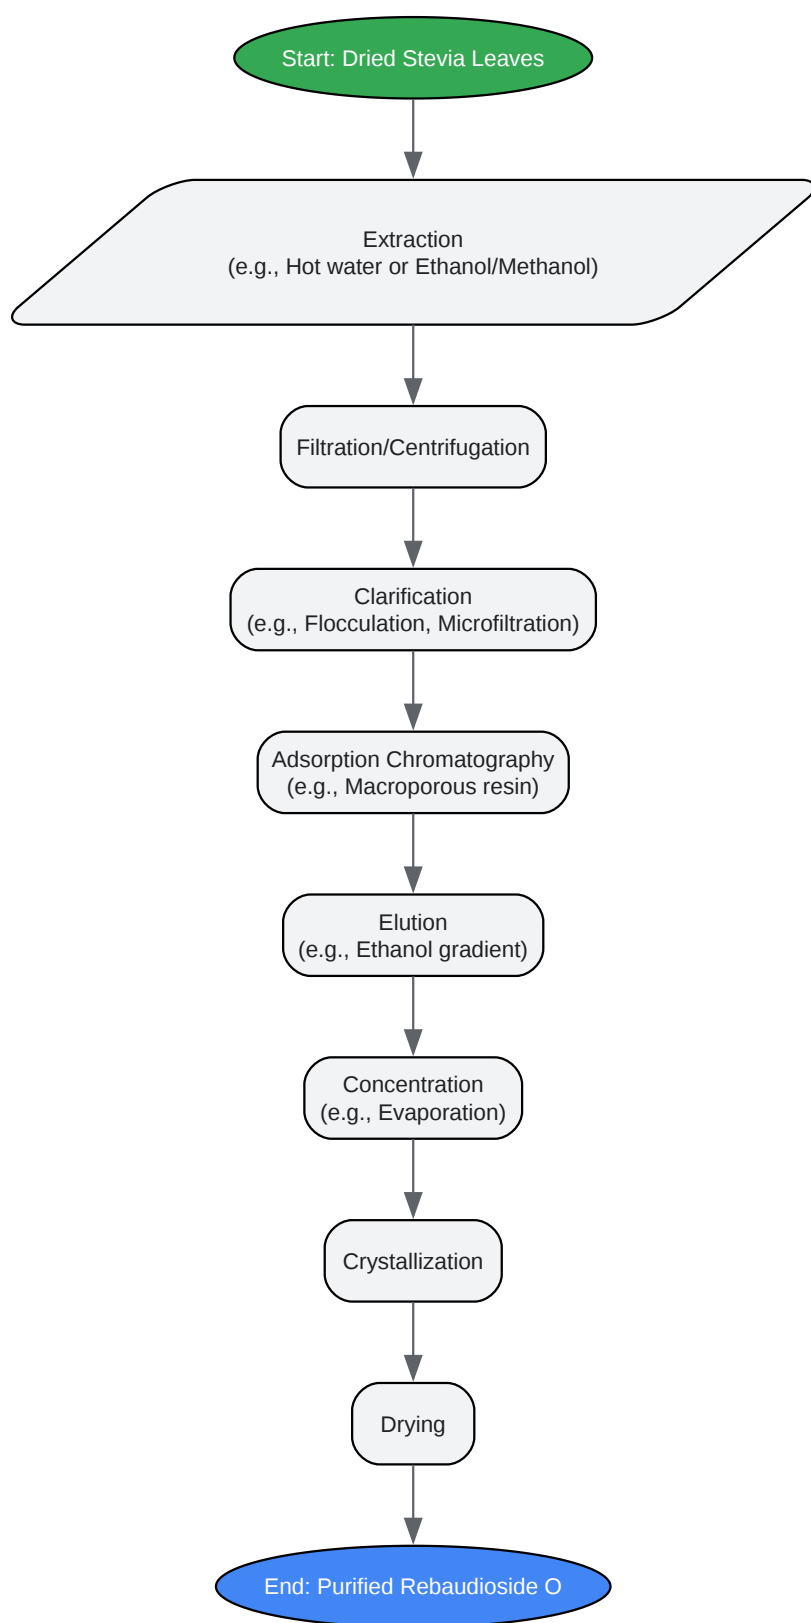 Start: Dried Stevia Leaves
Extraction
(e.g., Hot water or Ethanol/Methanol)
Filtration/Centrifugation
Clarification
(e.g., Flocculation, Microfiltration)
Adsorption Chromatography
(e.g., Macroporous resin)
Elution
(e.g., Ethanol gradient)
Concentration
(e.g., Evaporation)
Crystallization
Drying
End: Purified Rebaudioside O